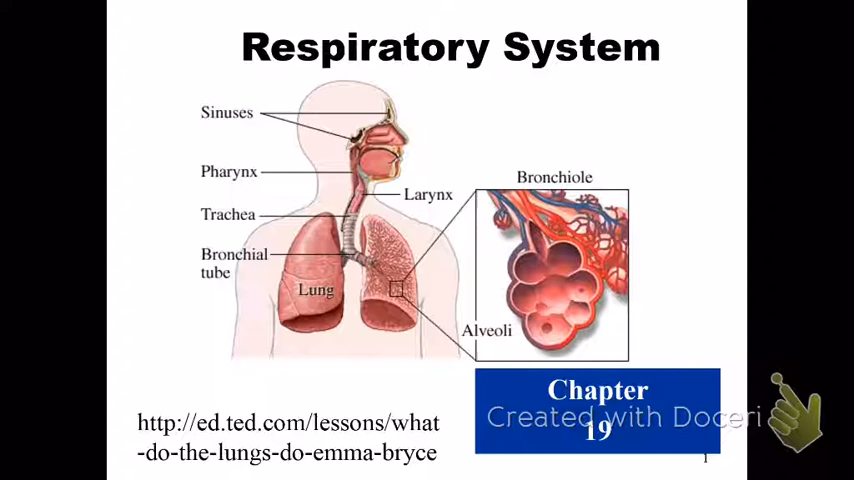 Respiratory System
Sinuses
Pharynx
Larynx
Trachea
Bronchial
tube
Lung
Bronchiole
Alveoli
Chapter
19
Created with Doceri
http://ed.ted.com/lessons/what
-do-the-lungs-do-emma-bryce
1